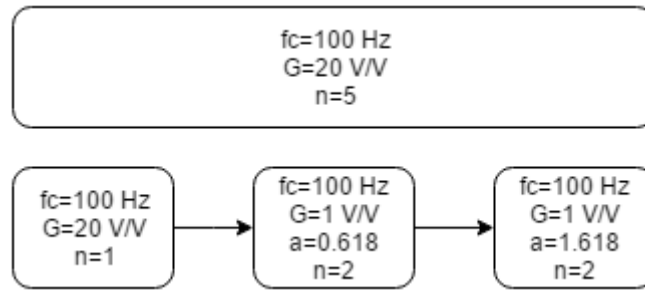 fc=100 Hz
G=20 V/V
n=5
fc=100 Hz
G=20 V/V
n=1
fc=100 Hz
G=1 V/V
a=0.618
n=2
fc=100 Hz
G=1 V/V
a=1.618
n=2